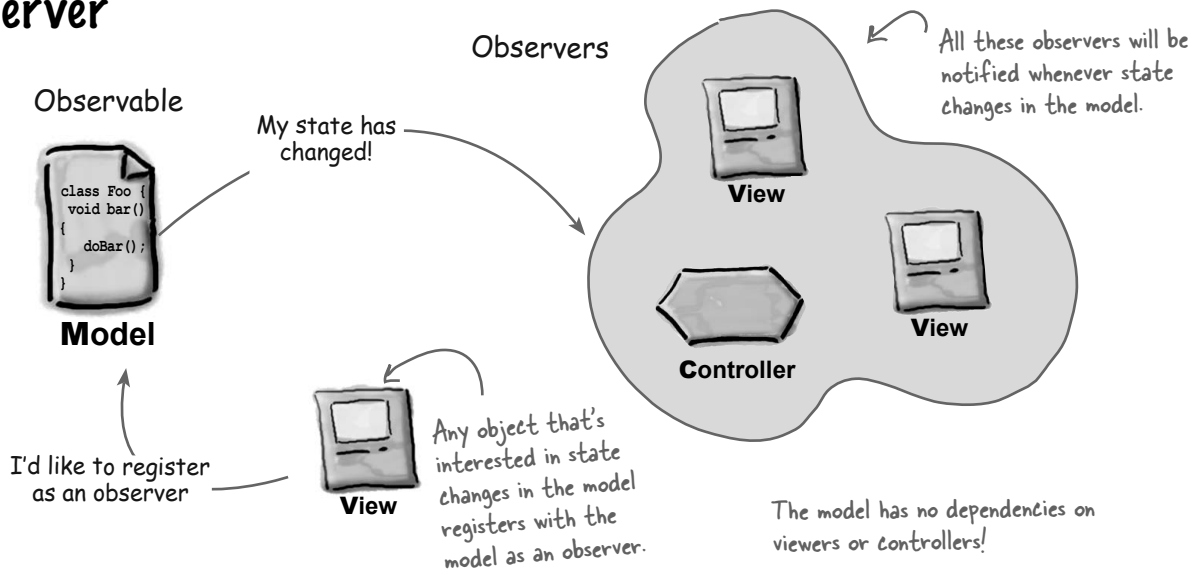 erver
Observers
All these observers will be
notified whenever state
changes in the model.
Observable
My state has
changed!
class Foo {
void bar()
{
doBar();
}
}
Model
View
View
Controller
I'd like to register
as an observer
View
Any object that's
interested in state
changes in the model
registers with the
model as an observer.
The model has no dependencies on
viewers or controllers!